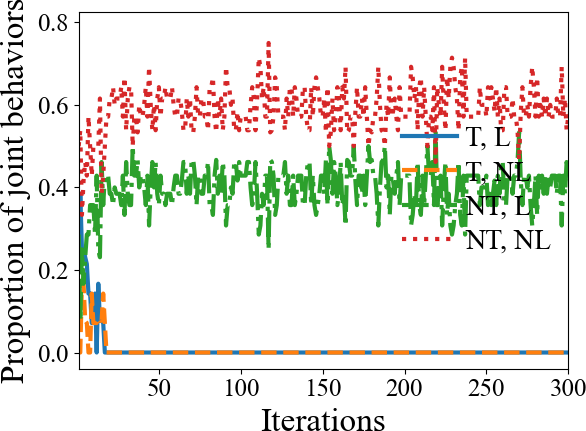 Proportion of joint behaviors
0.8
0.6
0.4
0.2
0.0
T, L
T, NL
NT, L
NT, NL
50
100
150
200
250
300
Iterations